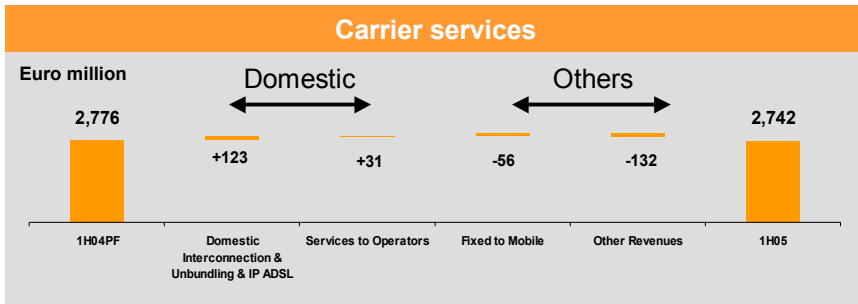 Carrier services
Euro million
Domestic
Others
2,776
2,742
+123
+31
-56
-132
1H04PF
Domestic
Interconnection &
Unbundling & IP ADSL
Services to Operators
Fixed to Mobile
Other Revenues
1H05